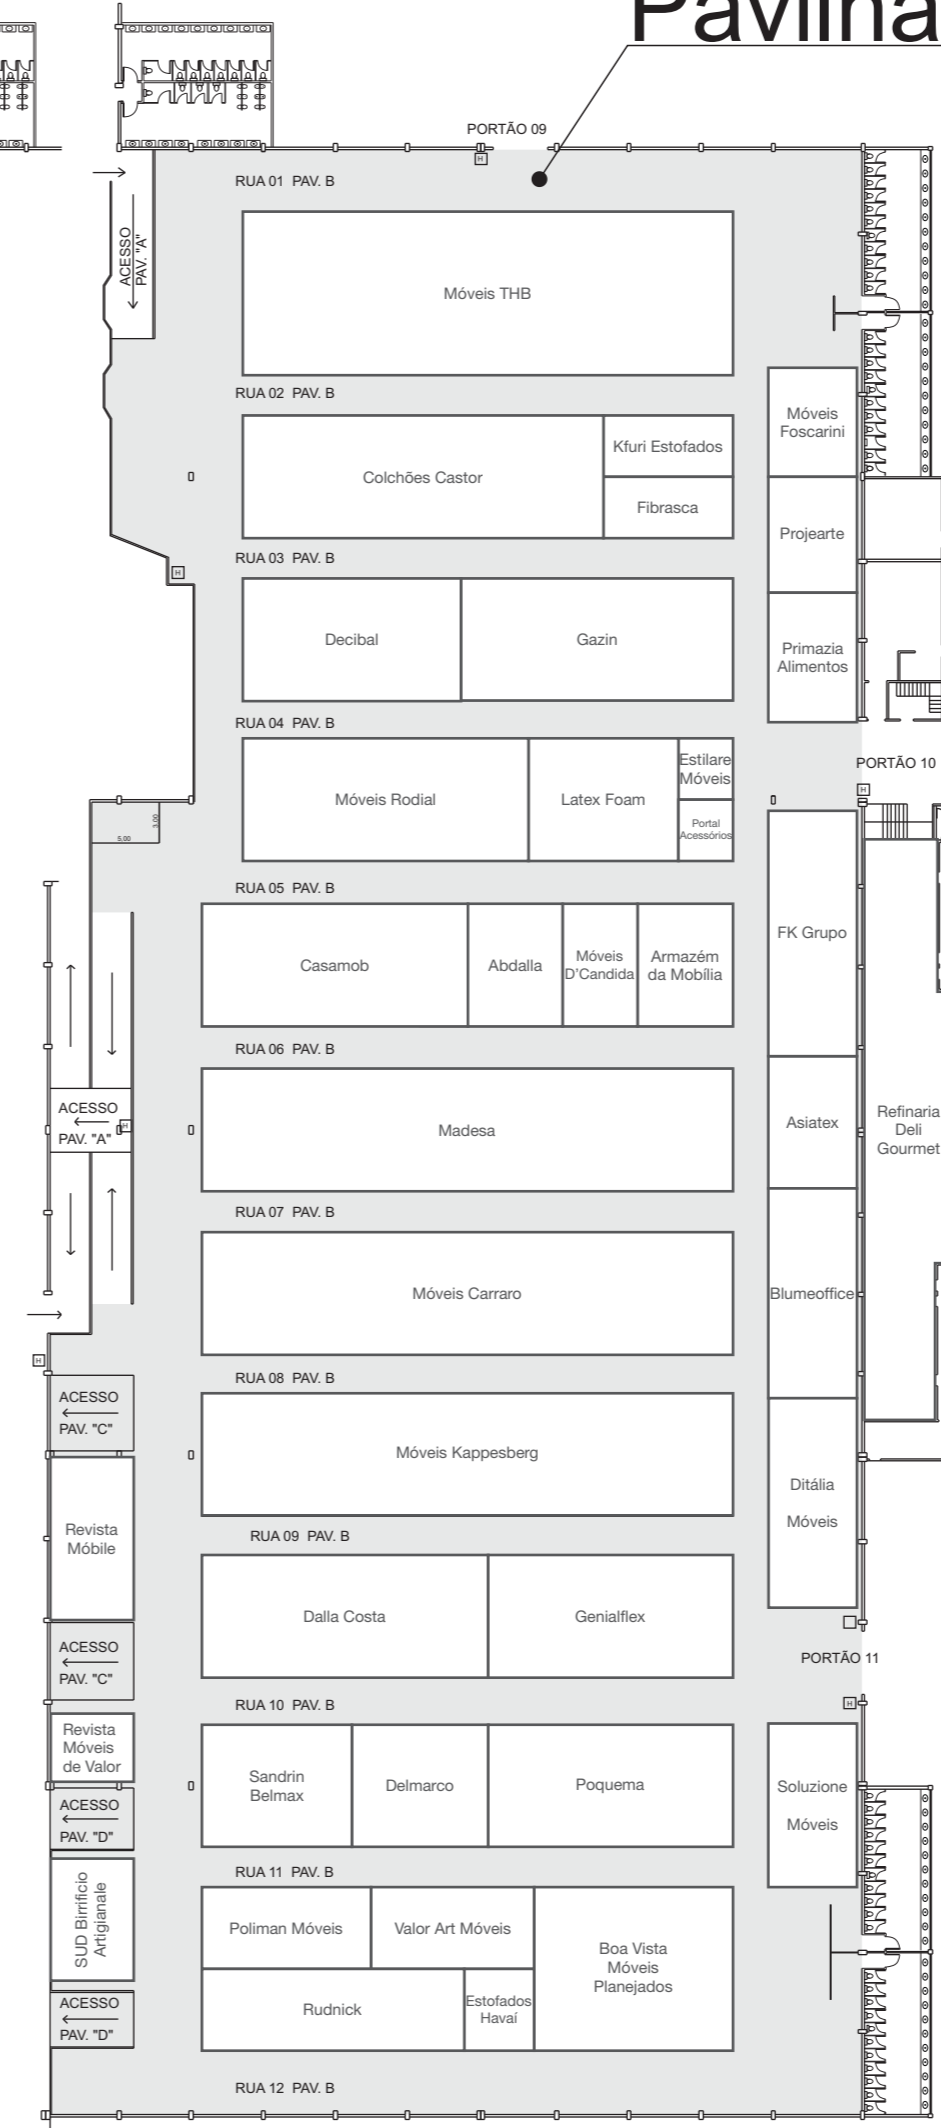 Pavilha
PORTÃO 09
RUA 01 PAV. B
ACESSO
PAV. "A"
Móveis THB
RUA 02 PAV. B
Móveis
Foscarini
Colchões Castor
Kfuri Estofados
Fibrasca
Projearte
RUA 03 PAV. B
H
H
Decibal
Gazin
Primazia
Alimentos
RUA 04 PAV. B
PORTÃO 10
H
Móveis Rodial
Latex Foam
Estilare
Móveis
Portal
Acessórios
3,00
5,00
RUA 05 PAV. B
Casamob
Abdalla
Móveis
D'Candida
Armazém
da Mobília
FK Grupo
RUA 06 PAV. B
ACESSO
PAV. "A"
H
Madesa
Asiatex
Refinaria
Deli
Gourmet
RUA 07 PAV. B
Móveis Carraro
Blumeoffice
H
RUA 08 PAV. B
ACESSO
PAV. "C"
Móveis Kappesberg
Ditália
Móveis
Revista
Móbile
RUA 09 PAV. B
Dalla Costa
Genialflex
ACESSO
PAV. "C"
PORTÃO 11
H
RUA 10 PAV. B
Revista
Móveis
de Valor
Sandrin
Belmax
Delmarco
Poquema
Soluzione
Móveis
ACESSO
PAV. "D"
RUA 11 PAV. B
SUD Birrificio
Artigianale
Poliman Móveis
Valor Art Móveis
Boa Vista
Móveis
Planejados
Rudnick
Estofados
Havaí
ACESSO
PAV. "D"
RUA 12 PAV. B